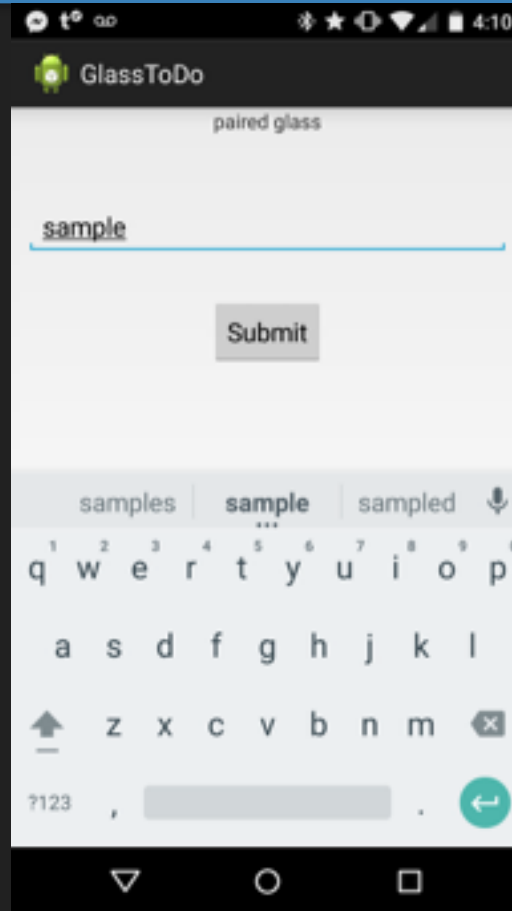 4:10
GlassToDo
paired glass
sample
Submit
samples sample sampled
1 2 3 4 5 6 7 8 9
q w e r t y u i o p
a s d f g h j k l
z x c v b n m
?123 , .